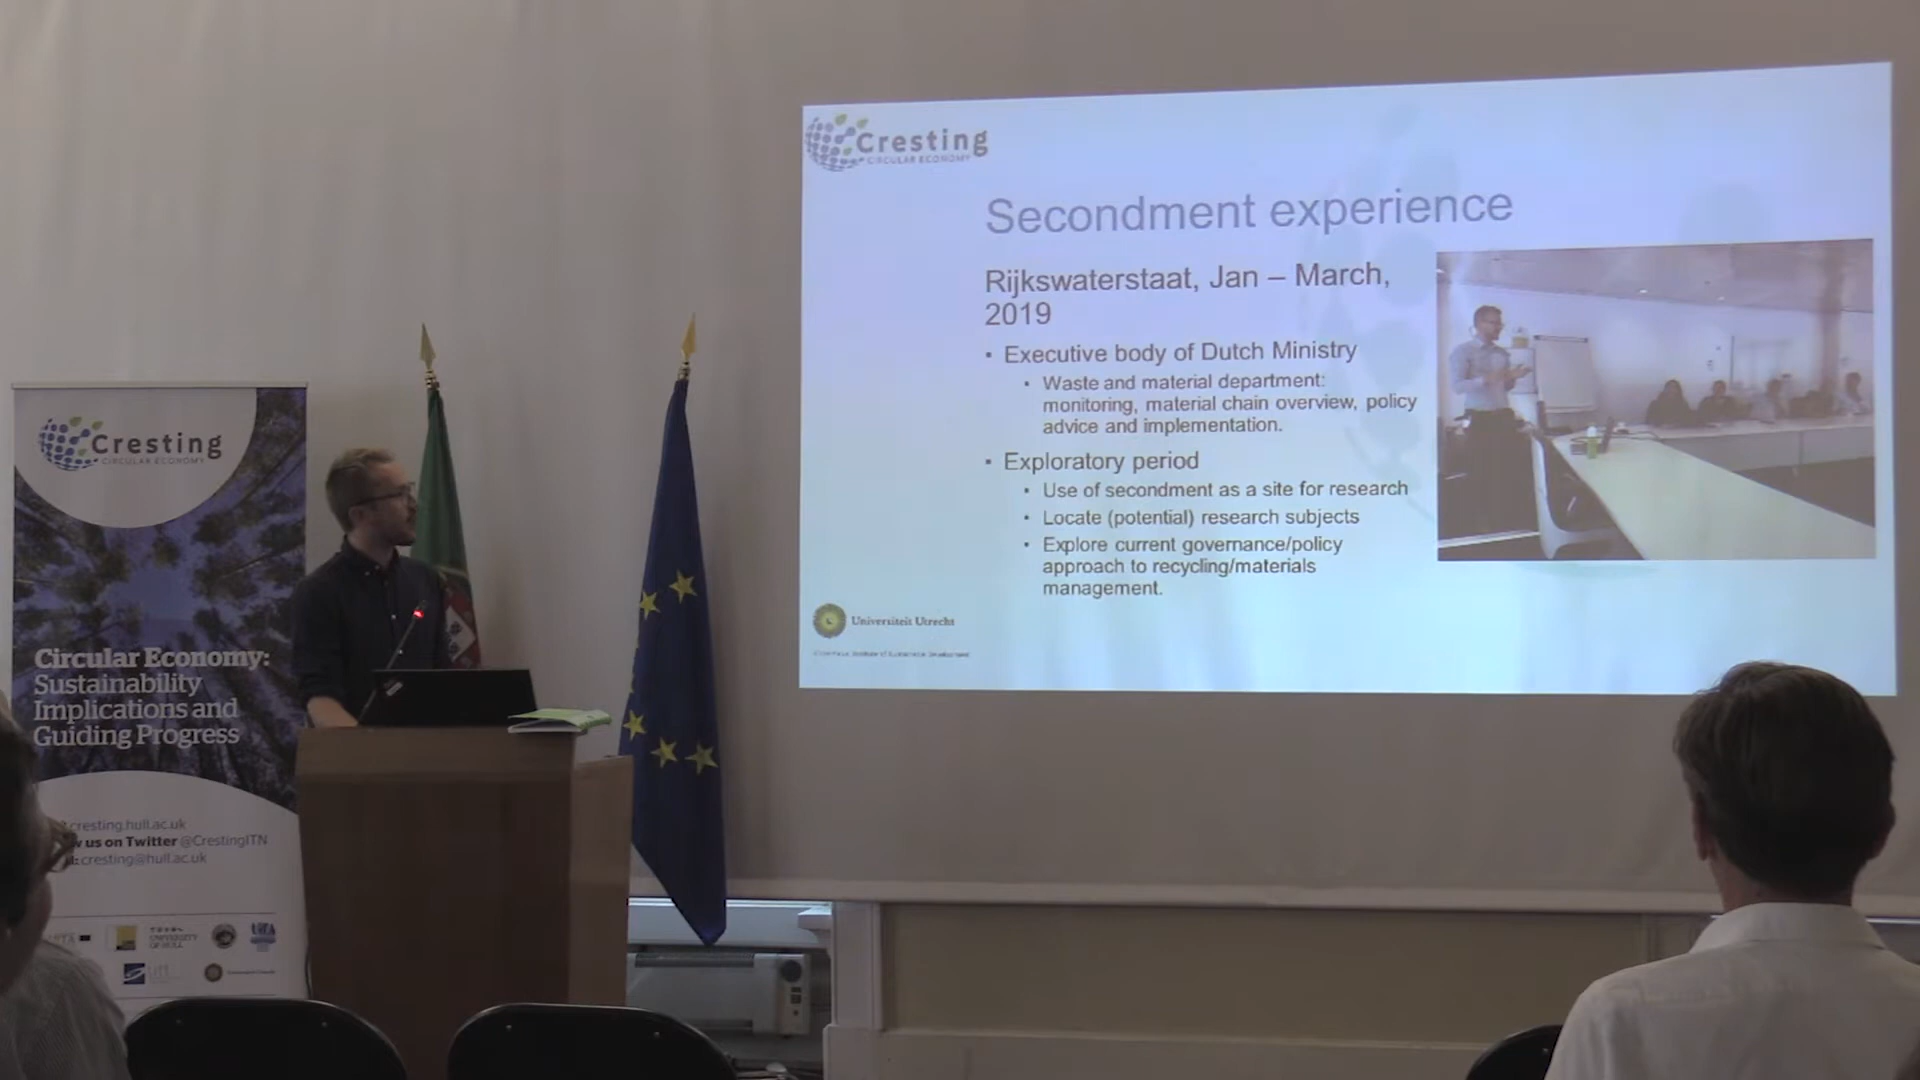 Cresting
CIRCULAR ECONOMY
Secondment experience
Rijkswaterstaat, Jan – March,
2019
• Executive body of Dutch Ministry
• Waste and material department:
monitoring, material chain overview, policy
advice and implementation.
• Exploratory period
• Use of secondment as a site for research
• Locate (potential) research subjects
• Explore current governance/policy
approach to recycling/materials
management.
Universiteit Utrecht
Cresting
CIRCULAR ECONOMY
Circular Economy:
Sustainability
Implications and
Guiding Progress
cresting.hull.ac.uk
us on Twitter @CrestingITN
cresting@hull.ac.uk
UNIVERSITY
OF HULL